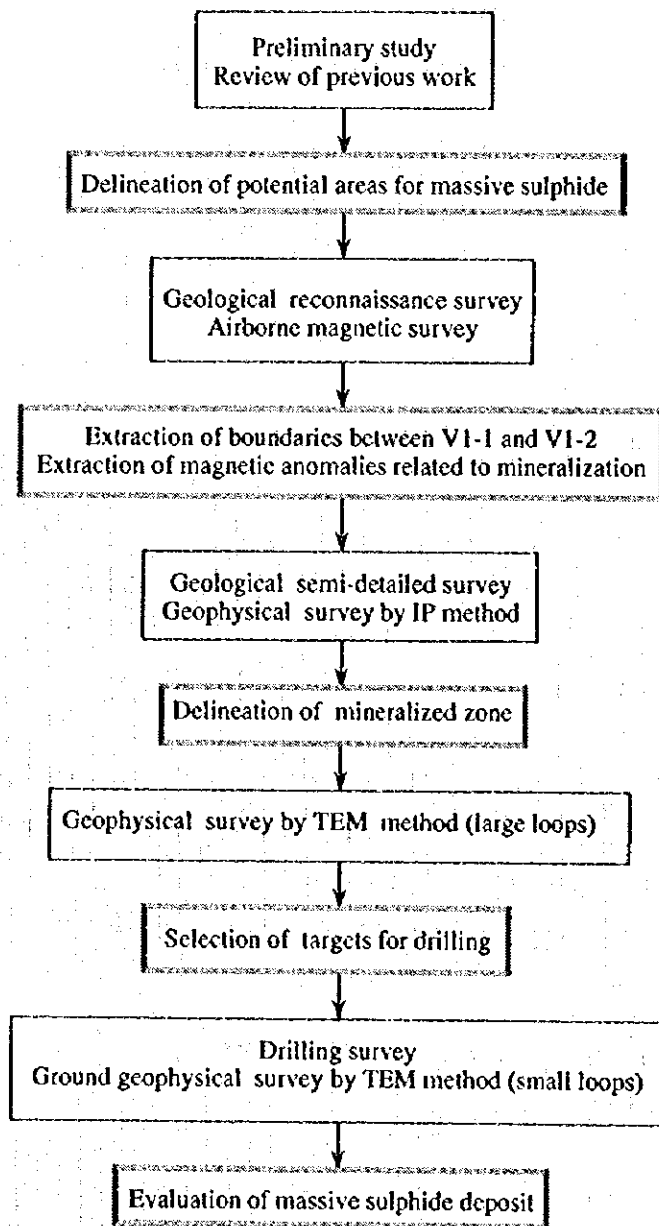 Preliminary study
Review of previous work
Delineation of potential areas for massive sulphide
Geological reconnaissance survey
Airborne magnetic survey
Extraction of boundaries between V1-1 and V1-2
Extraction of magnetic anomalies related to mineralization
Geological semi-detailed survey
Geophysical survey by IP method
Delineation of mineralized zone
Geophysical survey by TEM method (large loops)
Selection of targets for drilling
Drilling survey
Ground geophysical survey by TEM method (small loops)
Evaluation of massive sulphide deposit